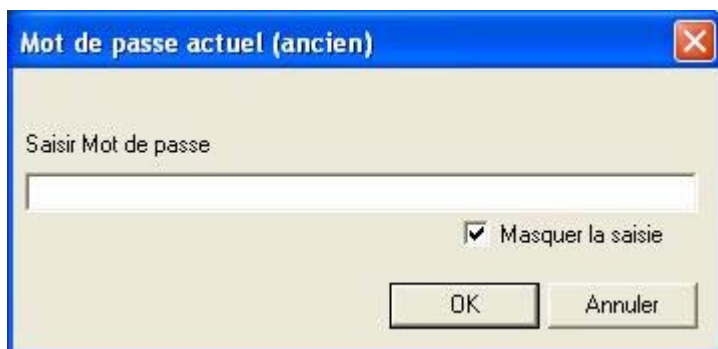 Mot de passe actuel (ancien)
Saisir Mot de passe
Masquer la saisie
OK Annuler